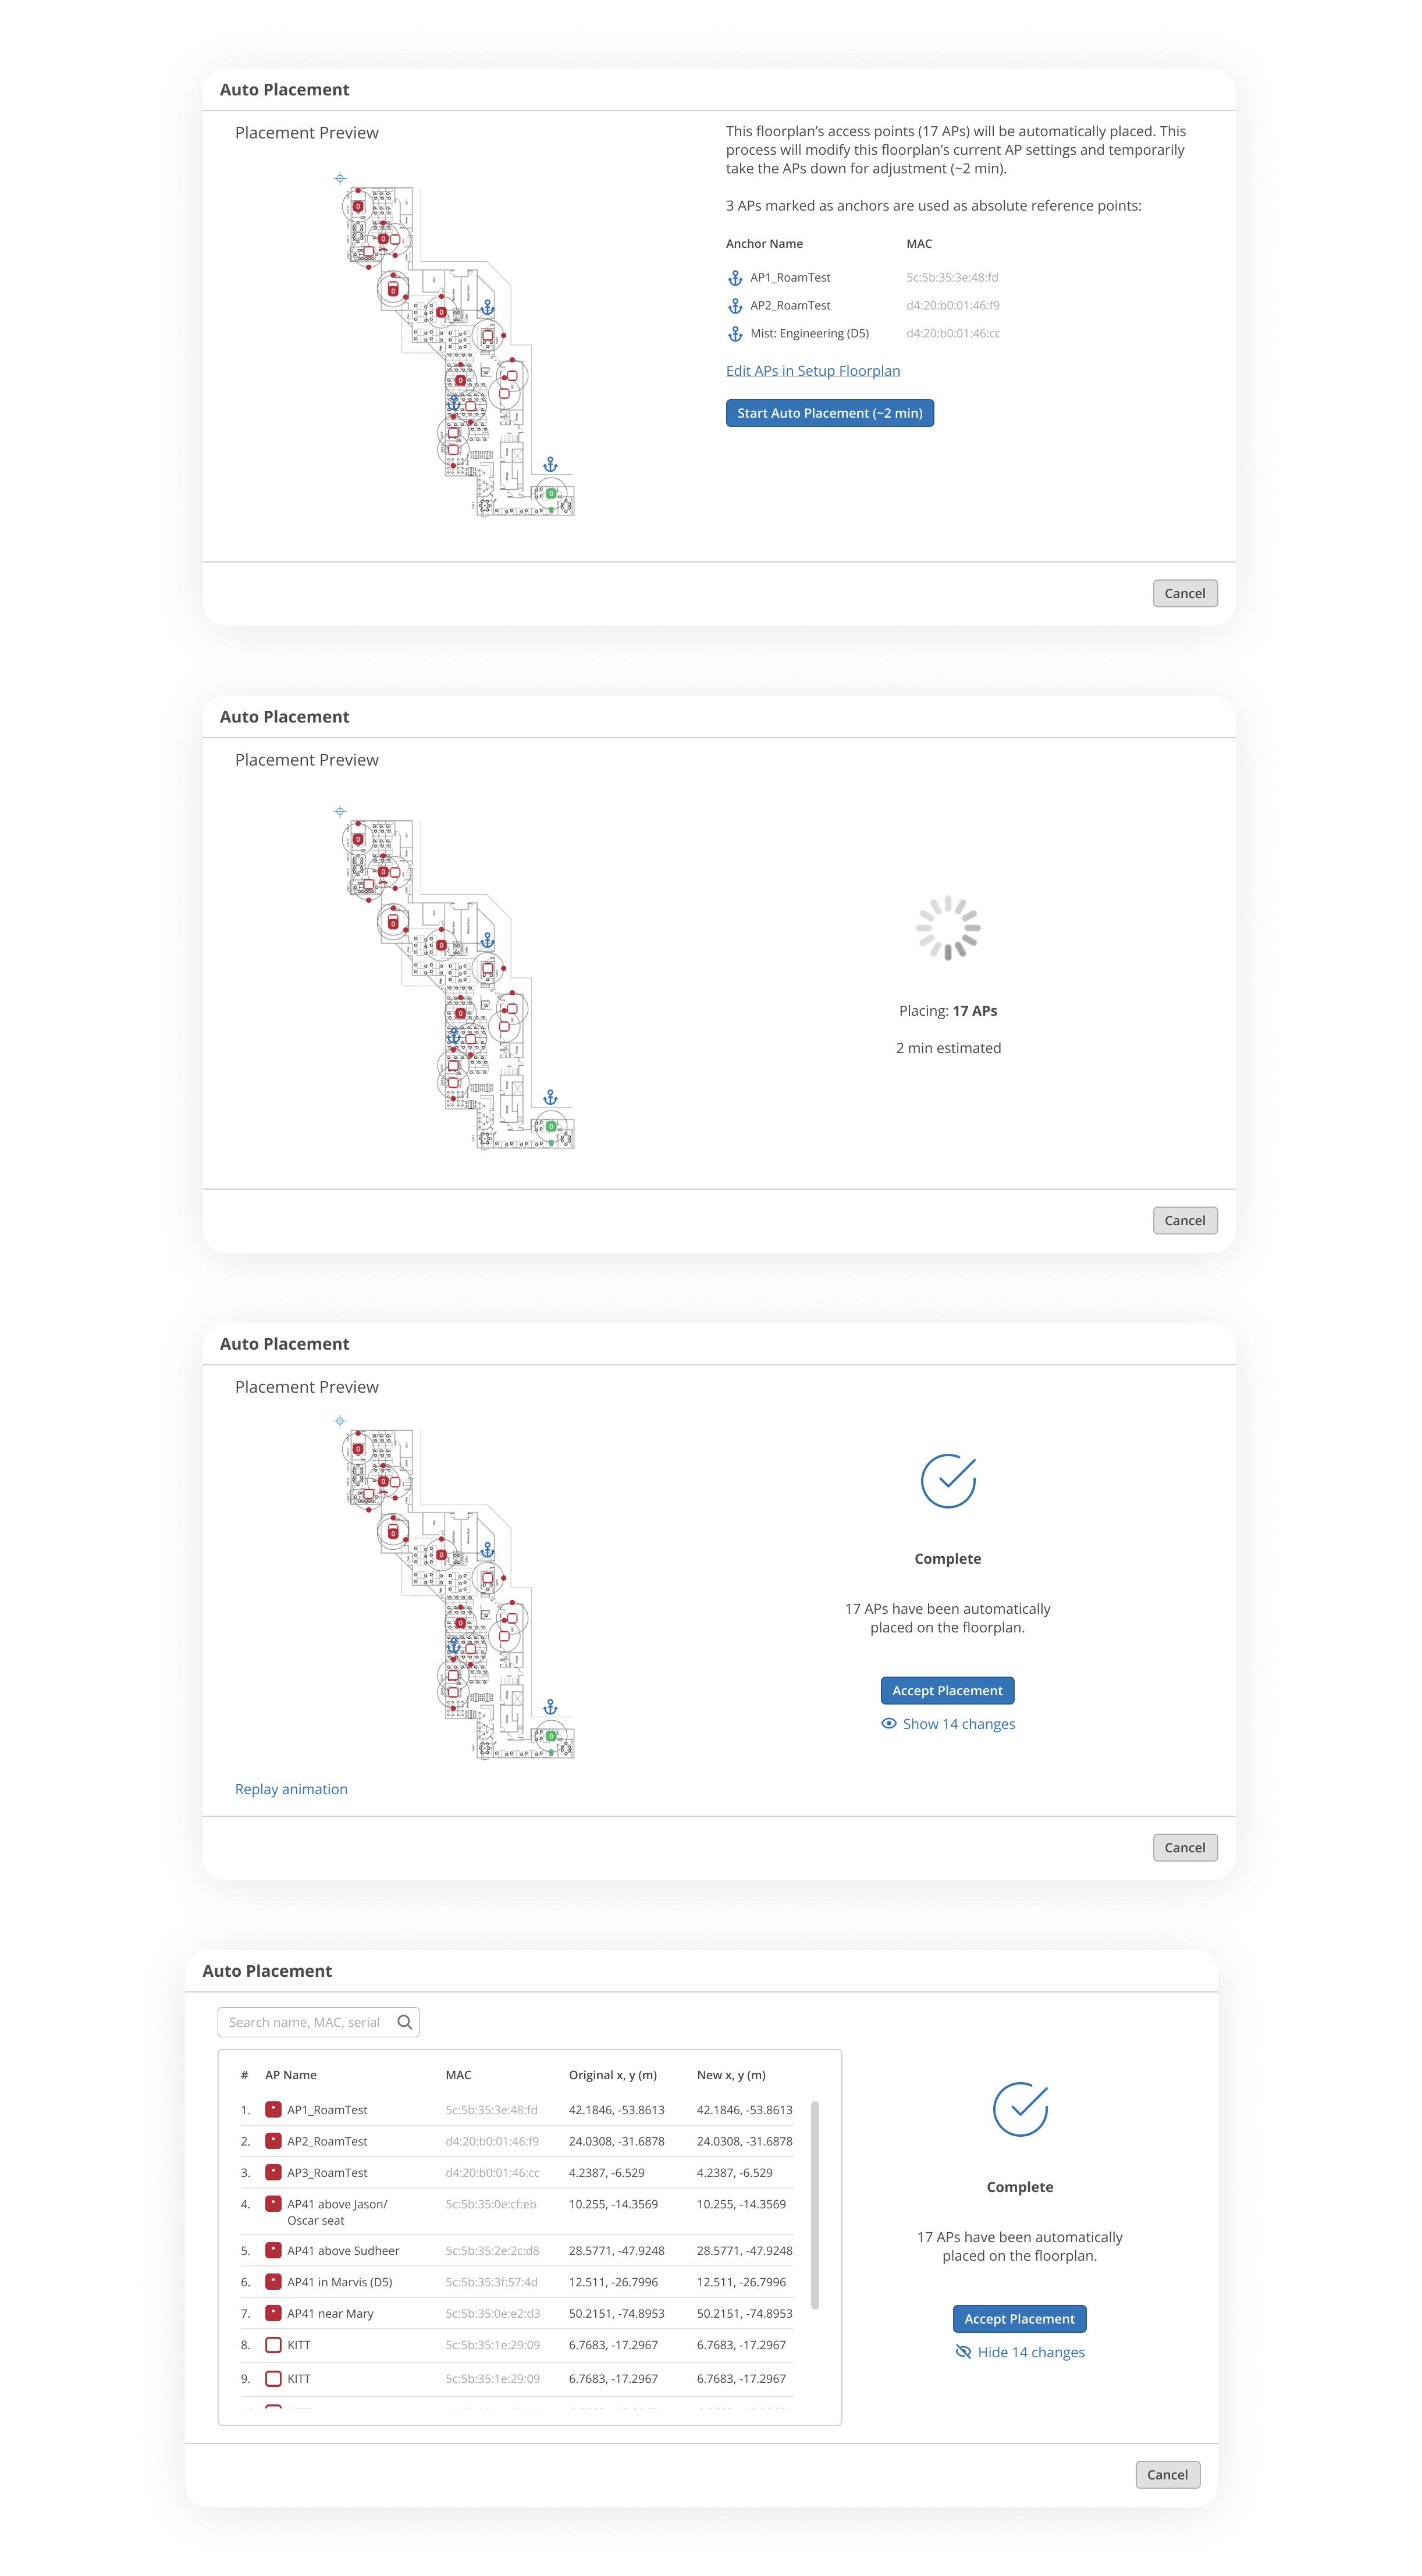 Auto Placement
Placement Preview
This floorplan’s access points (17 APs) will be automatically placed. This
process will modify this floorplan’s current AP settings and temporarily
take the APs down for adjustment (~2 min).
3 APs marked as anchors are used as absolute reference points:
Anchor Name MAC
AP1_RoamTest 5c:5b:35:3e:48:fd
AP2_RoamTest d4:20:b0:01:46:f9
Mist: Engineering (D5) d4:20:b0:01:46:cc
Edit APs in Setup Floorplan
Start Auto Placement (~2 min)
Cancel
Auto Placement
Placement Preview
Placing: 17 APs
2 min estimated
Cancel
Auto Placement
Placement Preview
Complete
17 APs have been automatically
placed on the floorplan.
Accept Placement
Show 14 changes
Replay animation
Cancel
Auto Placement
Search name, MAC, serial
# AP Name MAC Original x, y (m) New x, y (m)
1. AP1_RoamTest 5c:5b:35:3e:48:fd 42.1846, -53.8613 42.1846, -53.8613
2. AP2_RoamTest d4:20:b0:01:46:f9 24.0308, -31.6878 24.0308, -31.6878
3. AP3_RoamTest d4:20:b0:01:46:cc 4.2387, -6.529 4.2387, -6.529
4. AP41 above Jason/ 5c:5b:35:0e:cf:eb 10.255, -14.3569 10.255, -14.3569
Oscar seat
5. AP41 above Sudheer 5c:5b:35:2e:2c:d8 28.5771, -47.9248 28.5771, -47.9248
6. AP41 in Marvis (D5) 5c:5b:35:3f:57:4d 12.511, -26.7996 12.511, -26.7996
7. AP41 near Mary 5c:5b:35:0e:e2:d3 50.2151, -74.8953 50.2151, -74.8953
8. KITT 5c:5b:35:1e:29:09 6.7683, -17.2967 6.7683, -17.2967
9. KITT 5c:5b:35:1e:29:09 6.7683, -17.2967 6.7683, -17.2967
Complete
17 APs have been automatically
placed on the floorplan.
Accept Placement
Hide 14 changes
Cancel